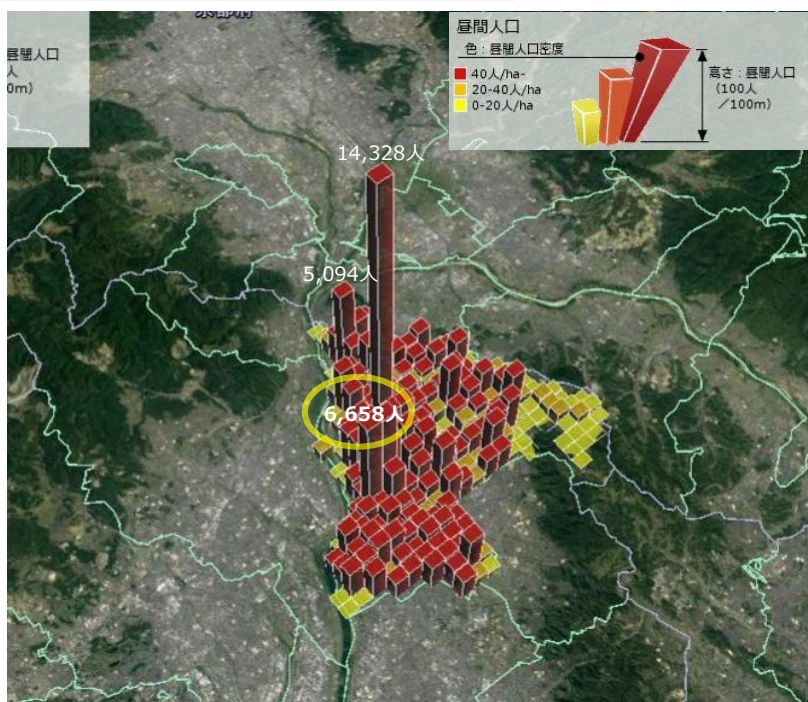 昼間人口
人
0m）
昼間人口
色：昼間人口密度
40人/ha-
20-40人/ha
0-20人/ha
高さ：昼間人口
（100人
／100m）
14,328人
5,094人
6,658人